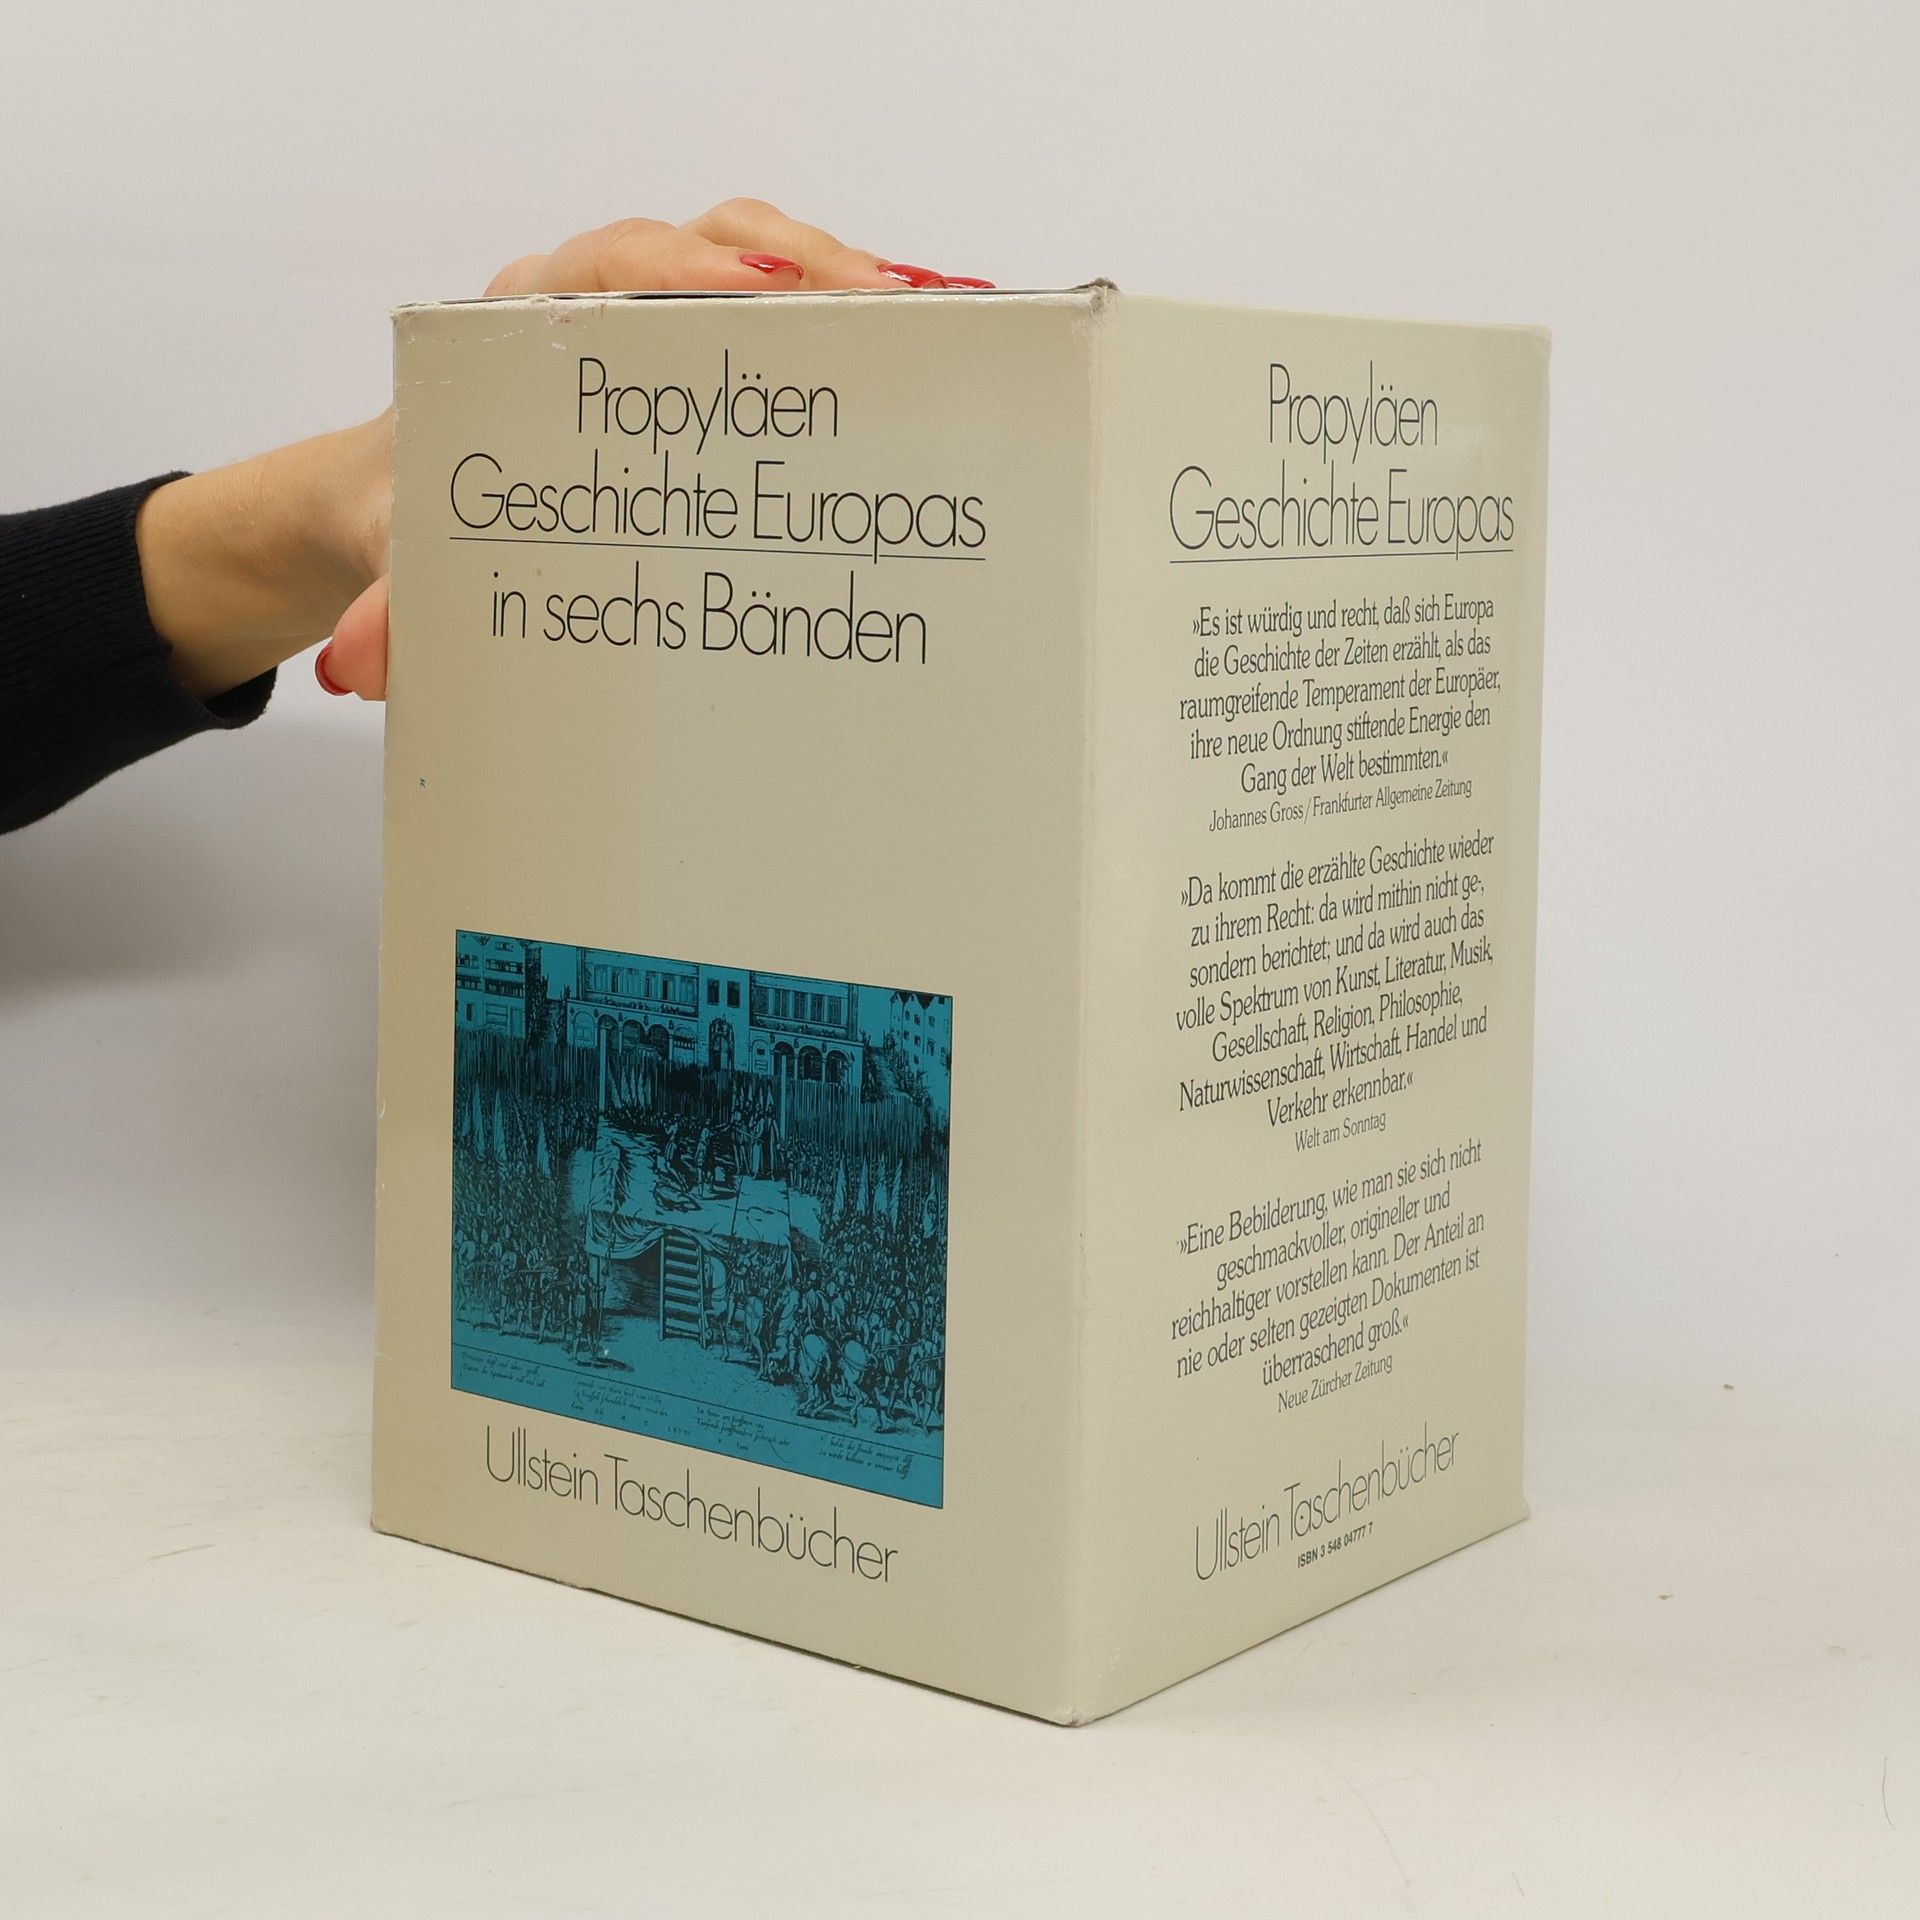 Propyläen
Geschichte Europas
in sechs Bänden
Ullstein Taschenbücher
Propyläen
Geschichte Europas
»Es ist würdig und recht, daß sich Europa
die Geschichte der Zeiten erzählt, als das
raumgreifende Temperament der Europäer,
ihre neue Ordnung stiftende Energie den
Gang der Welt bestimmten.«
Johannes Gross/Frankfurter Allgemeine Zeitung
»Da kommt die erzählte Geschichte wieder
zu ihrem Recht: da wird mithin nicht ge-,
sondern berichtet; und da wird auch das
volle Spektrum von Kunst, Literatur, Musik,
Gesellschaft, Religion, Philosophie,
Naturwissenschaft, Wirtschaft, Handel und
Verkehr erkennbar.«
Welt am Sonntag
»Eine Bebilderung, wie man sie sich nicht
geschmackvoller, origineller und
reichhaltiger vorstellen kann. Der Anteil an
nie oder selten gezeigten Dokumenten ist
überraschend groß.«
Neue Zürcher Zeitung
Ullstein Taschenbücher
ISBN 3 548 04777 7